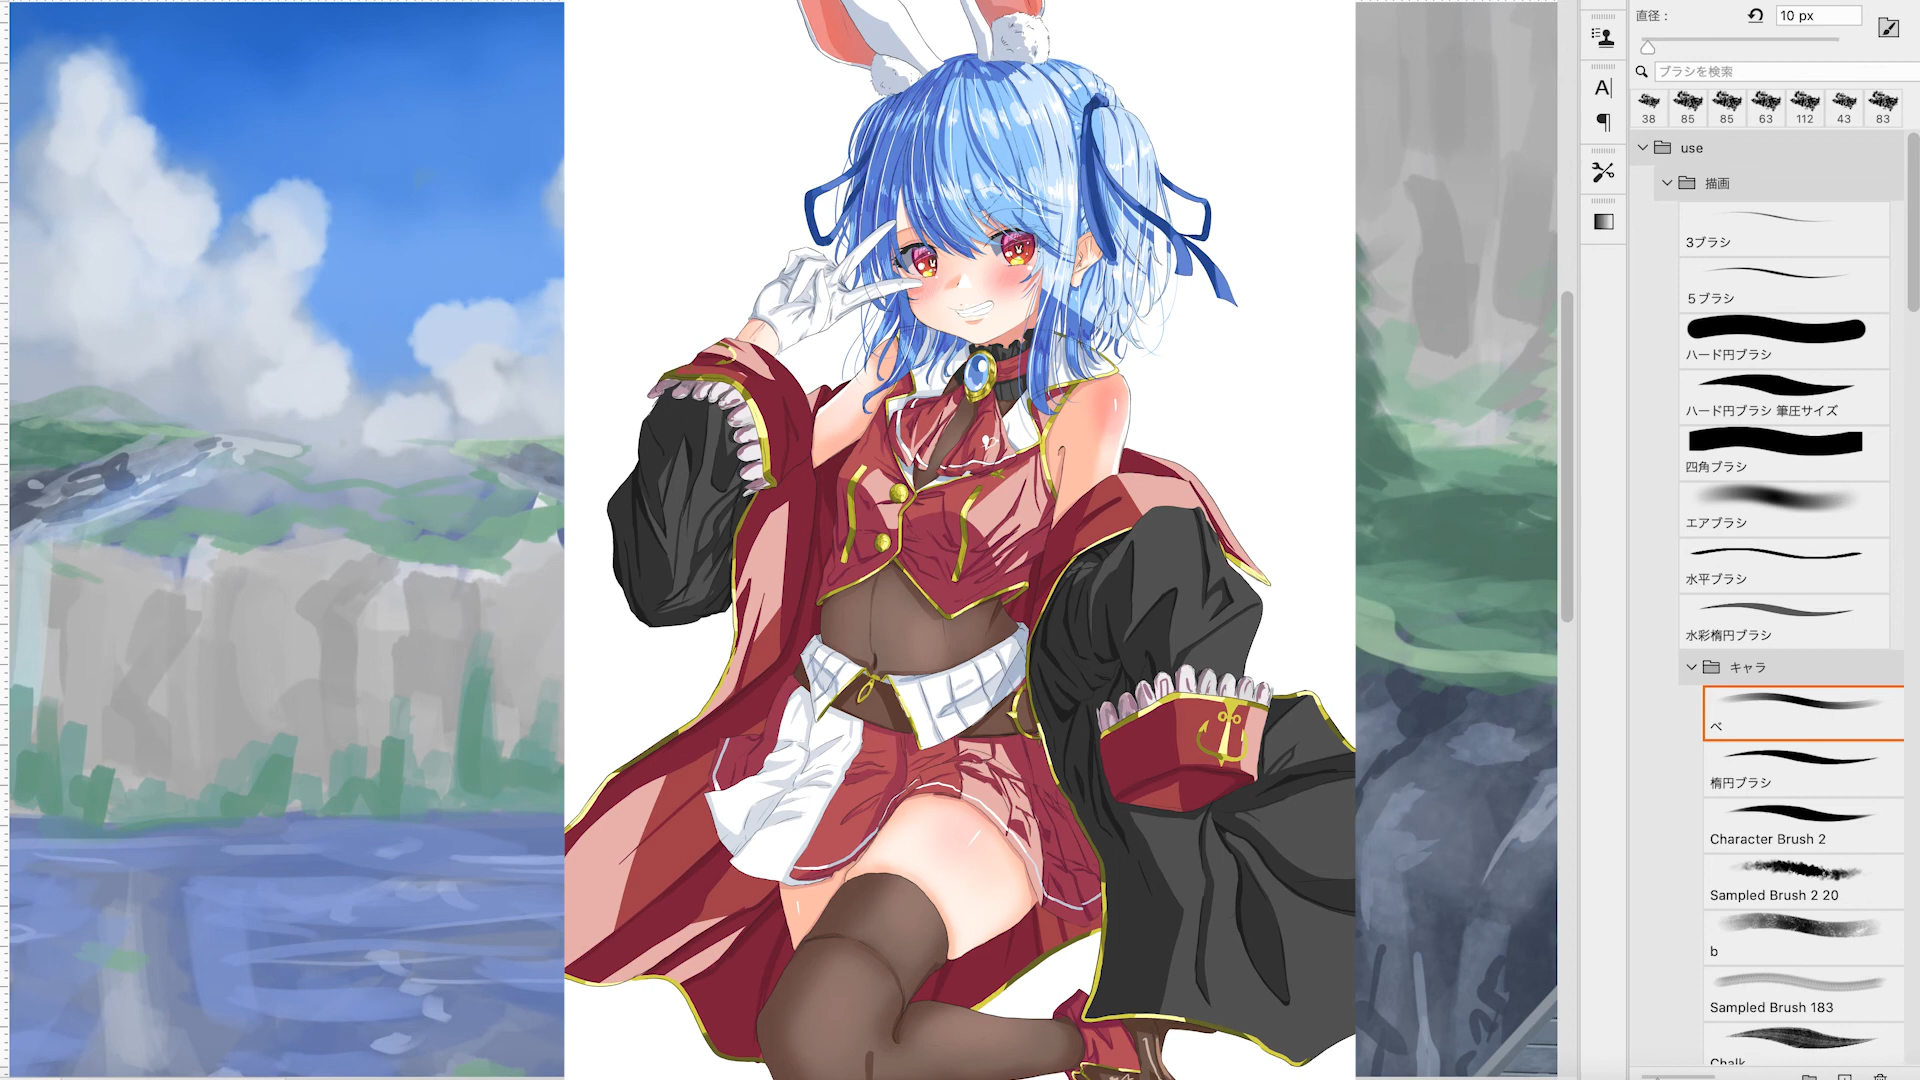 直径：
10 px
ブラシを検索
38 85 85 63 112 43 83
use
描画
3ブラシ
５ブラシ
ハード円ブラシ
ハード円ブラシ 筆圧サイズ
四角ブラシ
エアブラシ
水平ブラシ
水彩楕円ブラシ
キャラ
ペ
楕円ブラシ
Character Brush 2
Sampled Brush 2 20
b
Sampled Brush 183
Chalk